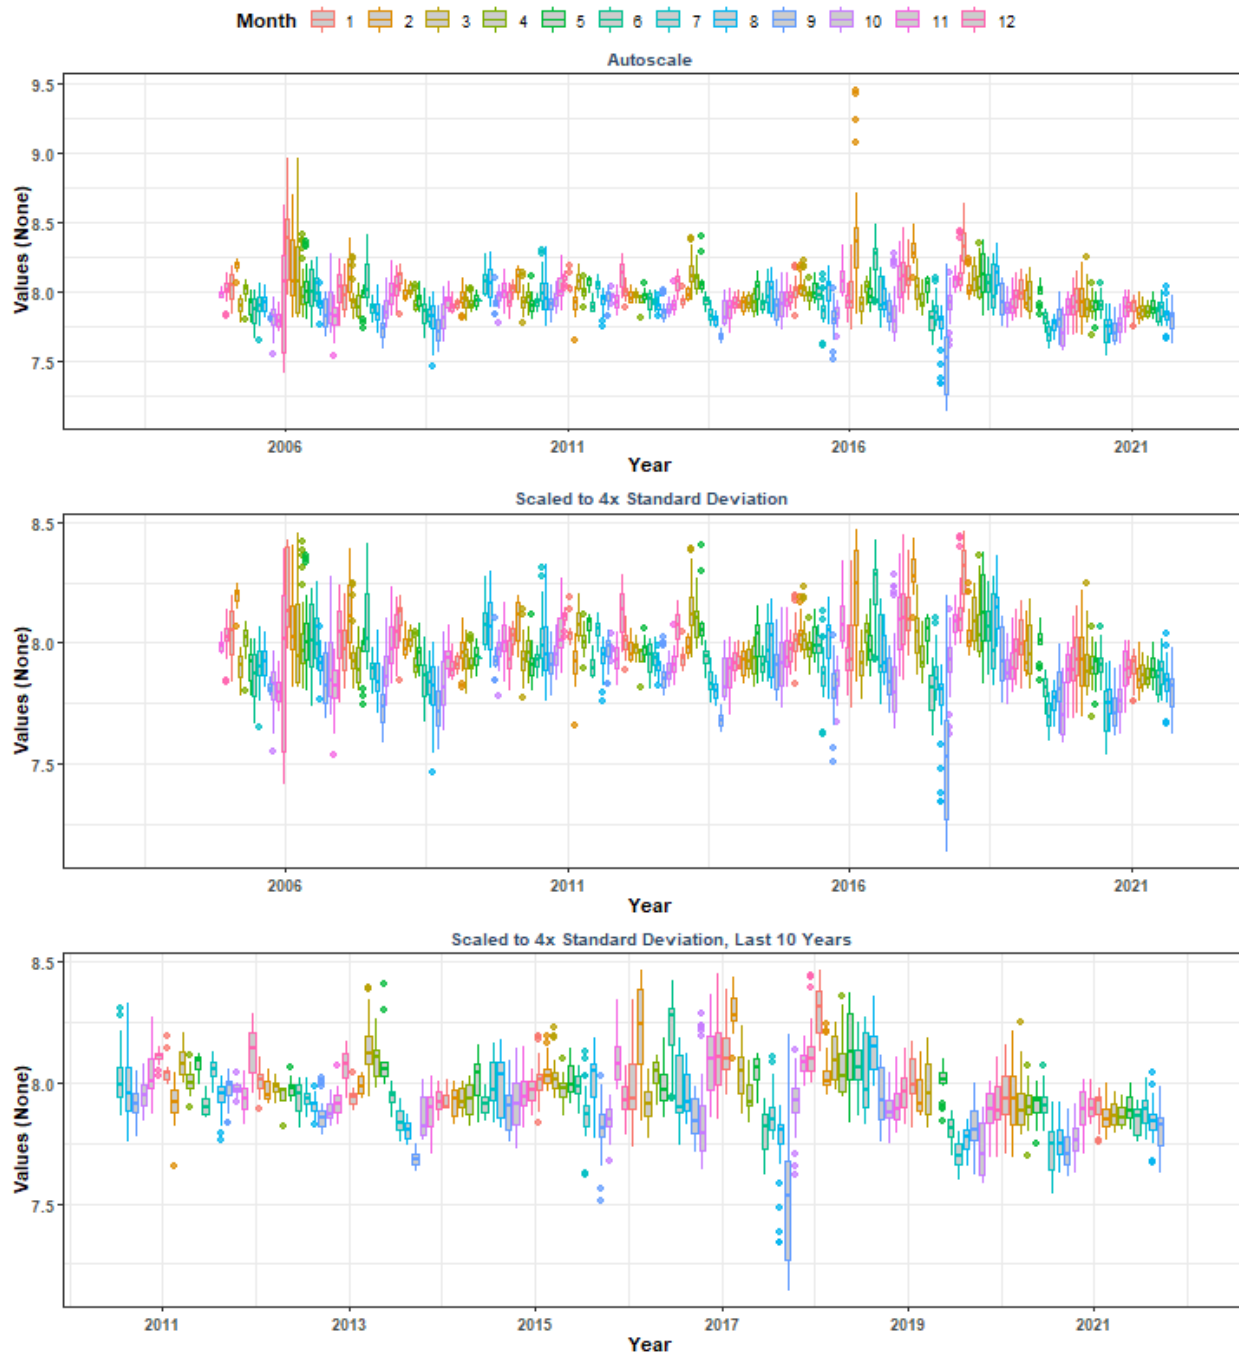 Month 1 2 3 4 5 6 7 8 9 10 11 12
Autoscale
Values (None)
9.5
9.0
8.5
8.0
7.5
2006 2011 2016 2021
Year
Scaled to 4x Standard Deviation
Values (None)
8.5
8.0
7.5
2006 2011 2016 2021
Year
Scaled to 4x Standard Deviation, Last 10 Years
Values (None)
8.5
8.0
7.5
2011 2013 2015 2017 2019 2021
Year